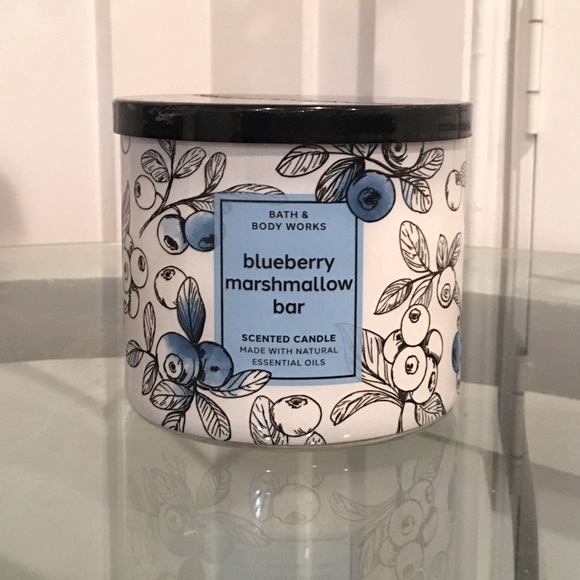 BATH &
BODY WORKS
blueberry
marshmallow
bar
SCENTED CANDLE
MADE WITH NATURAL
ESSENTIAL OILS